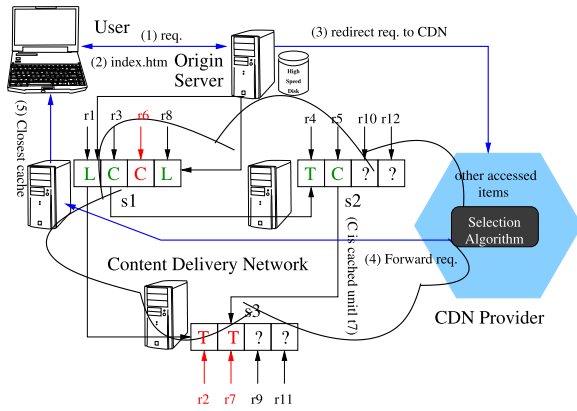 User
(1) req.
(2) index.htm
Origin
Server
High
Speed
Disk
(3) redirect req. to CDN
(5) Closest cache
r1 r3 r6 r8
L C C L
s1
r4 r5 r10 r12
T C ? ?
s2
(C is cached unitl t7)
other accessed
items
Selection
Algorithm
(4) Forward req.
CDN Provider
Content Delivery Network
s3
T T ? ?
r2 r7 r9 r11